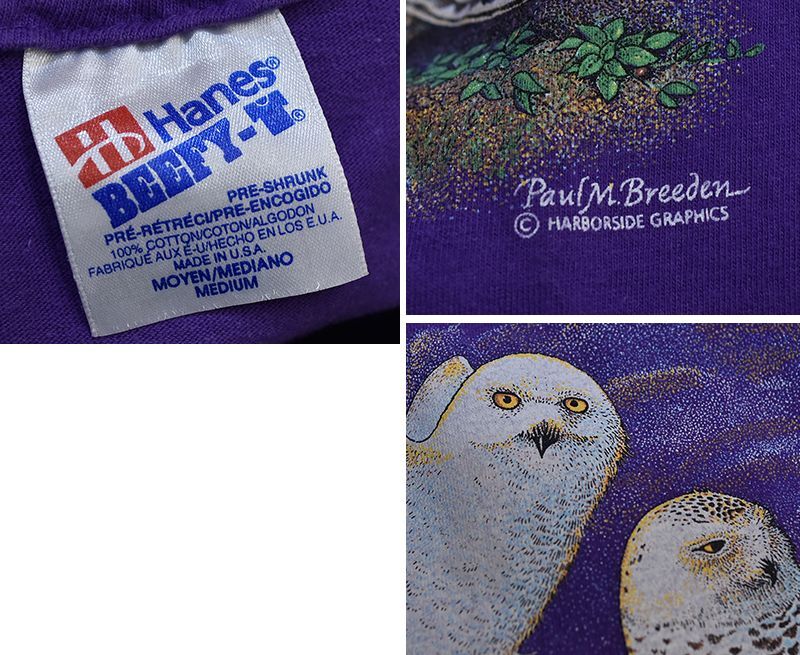 Hanes®
BEEFY-T®
PRE-SHRUNK
PRÉ-RÉTRÉCI/PRE-ENCOGIDO
100% COTTON/COTON/ALGODON
FABRIQUÉ AUX É-U/HECHO EN LOS E.U.A.
MADE IN U.S.A.
MOYEN/MEDIANO
MEDIUM
Paul M. Breeden
© HARBORSIDE GRAPHICS